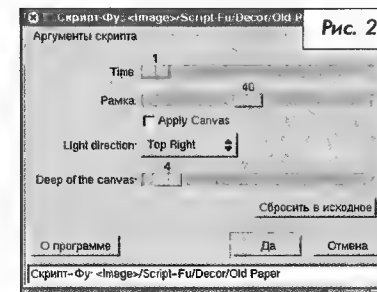 Скрипт-Фу: <Image>/Script-Fu/Decor/Old P
Рис. 2
Аргументы скрипта
1
Time
40
Рамка
Apply Canvas
Light direction: Top Right
4
Deep of the canvas:
Сбросить в исходное
О программе Да Отмена
Скрипт-Фу: <Image>/Script-Fu/Decor/Old Paper